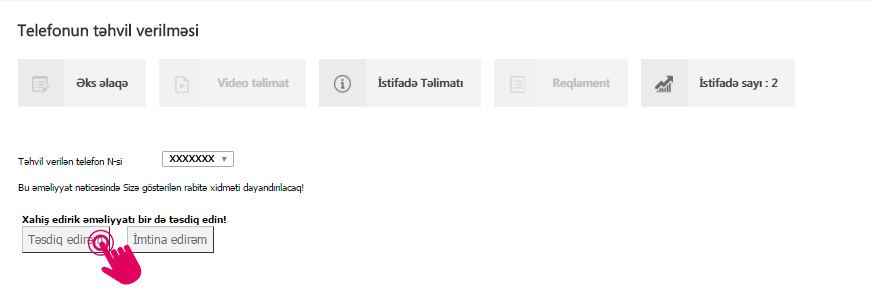 Telefonun təhvil verilməsi
Əks əlaqə Video təlimat İstifadə Təlimatı Reqlament İstifadə sayı : 2
Təhvil verilən telefon N-si XXXXXXX
Bu əməliyyat nəticəsində Sizə göstərilən rabitə xidməti dayandırılacaq!
Xahiş edirik əməliyyatı bir də təsdiq edin!
Təsdiq edirəm İmtina edirəm